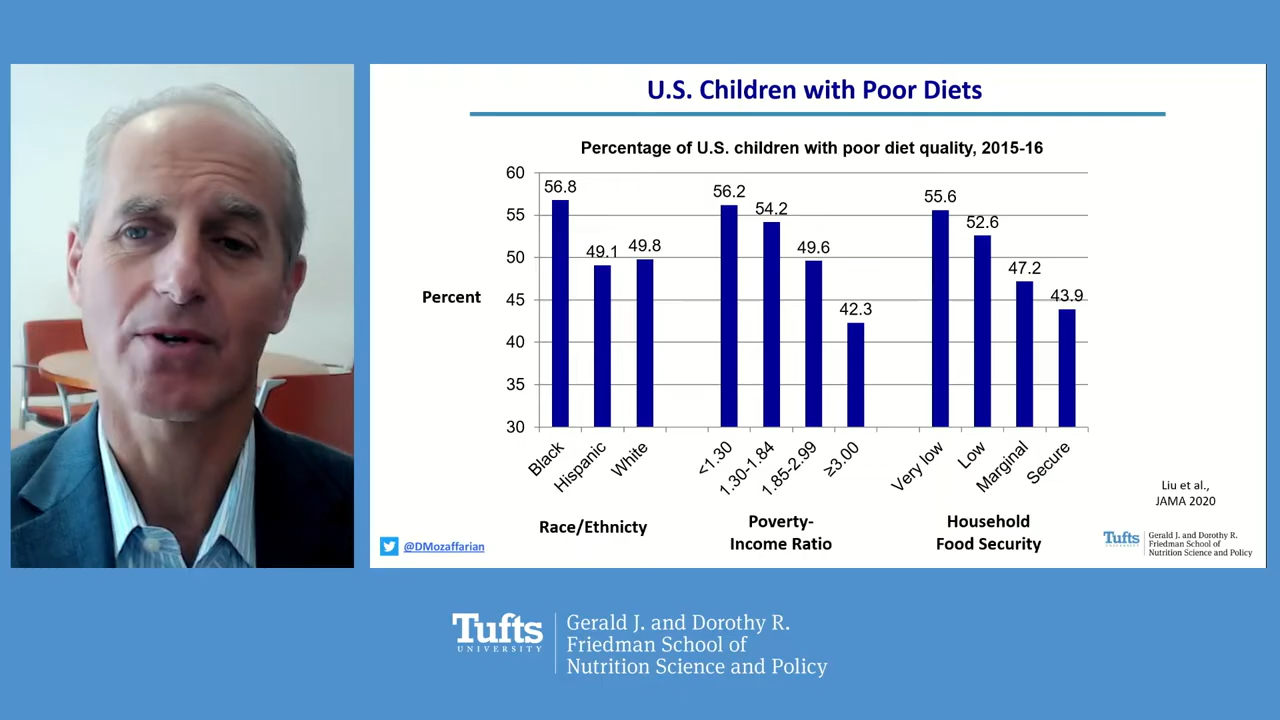 U.S. Children with Poor Diets
Percentage of U.S. children with poor diet quality, 2015-16
Percent
60
55
50
45
40
35
30
56.8
49.1
49.8
56.2
54.2
49.6
42.3
55.6
52.6
47.2
43.9
Black
Hispanic
White
<1.30
1.30-1.84
1.85-2.99
≥3.00
Very low
Low
Marginal
Secure
Race/Ethnicty
Poverty-
Income Ratio
Household
Food Security
Liu et al.,
JAMA 2020
@DMozaffarian
Tufts
UNIVERSITY
Gerald J. and Dorothy R.
Friedman School of
Nutrition Science and Policy
Tufts
UNIVERSITY
Gerald J. and Dorothy R.
Friedman School of
Nutrition Science and Policy